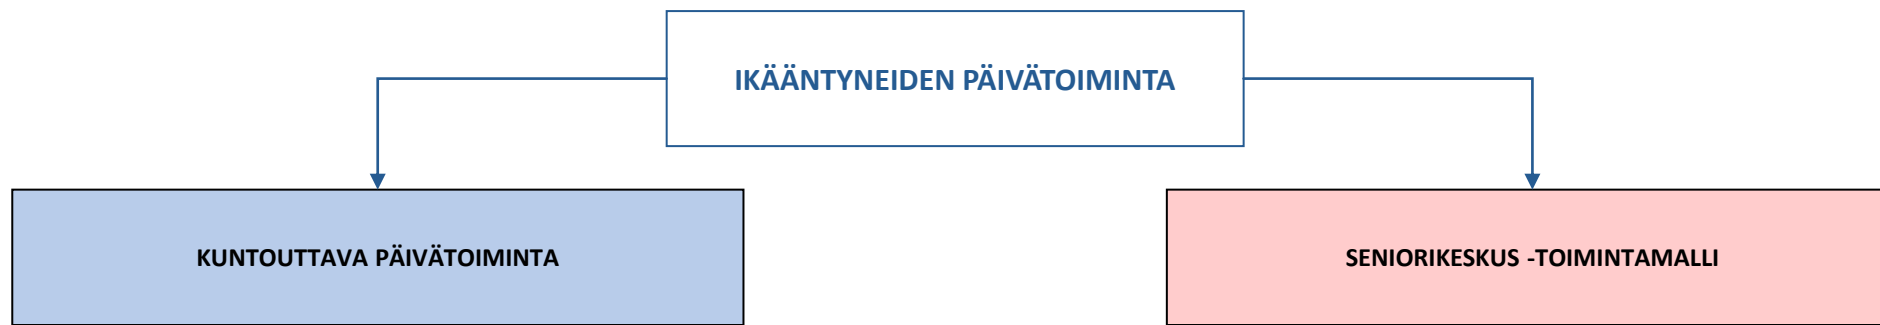 IKÄÄNTYNEIDEN PÄIVÄTOIMINTA
KUNTOUTTAVA PÄIVÄTOIMINTA
SENIORIKESKUS -TOIMINTAMALLI